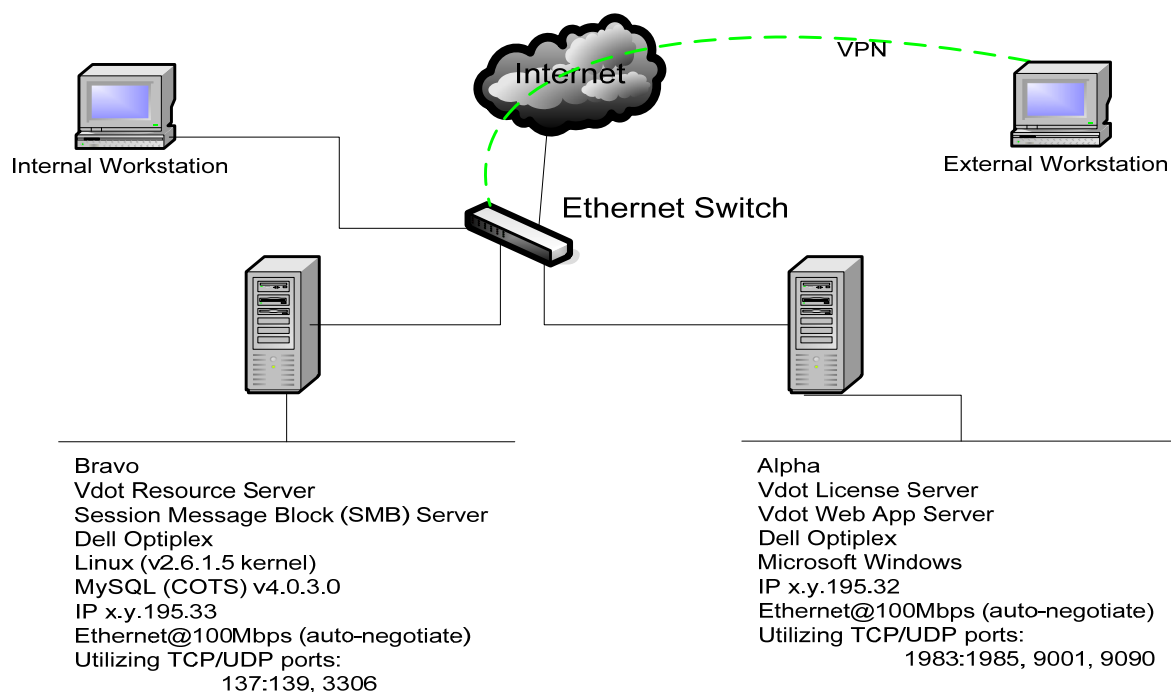 VPN
Internet
Internal Workstation
External Workstation
Ethernet Switch
Bravo
Vdot Resource Server
Session Message Block (SMB) Server
Dell Optiplex
Linux (v2.6.1.5 kernel)
MySQL (COTS) v4.0.3.0
IP x.y.195.33
Ethernet@100Mbps (auto-negotiate)
Utilizing TCP/UDP ports:
137:139, 3306
Alpha
Vdot License Server
Vdot Web App Server
Dell Optiplex
Microsoft Windows
IP x.y.195.32
Ethernet@100Mbps (auto-negotiate)
Utilizing TCP/UDP ports:
1983:1985, 9001, 9090